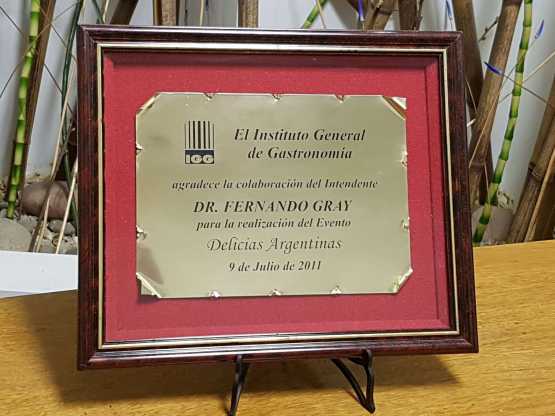 IGG
El Instituto General
de Gastronomía
agradece la colaboración del Intendente
DR. FERNANDO GRAY
para la realización del Evento
Delicias Argentinas
9 de Julio de 2011